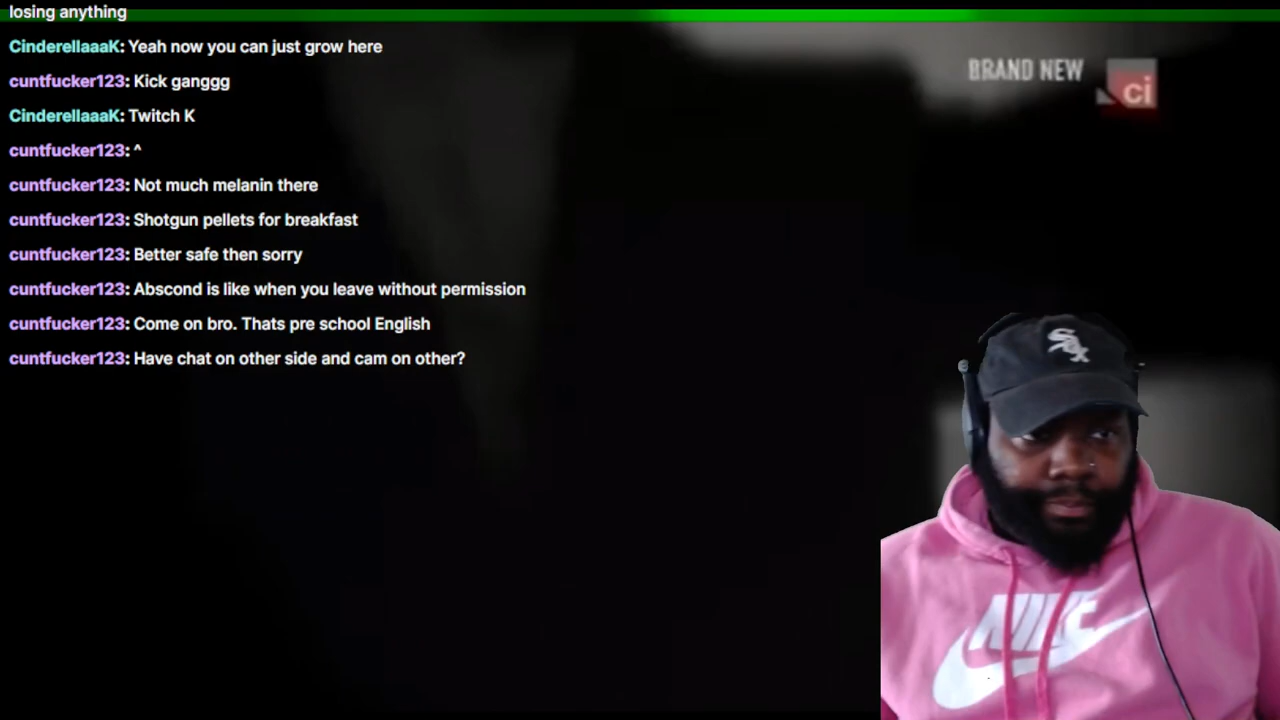 losing anything
CinderellaaaK: Yeah now you can just grow here
cuntfucker123: Kick ganggg
CinderellaaaK: Twitch K
cuntfucker123: ^
cuntfucker123: Not much melanin there
cuntfucker123: Shotgun pellets for breakfast
cuntfucker123: Better safe then sorry
cuntfucker123: Abscond is like when you leave without permission
cuntfucker123: Come on bro. Thats pre school English
cuntfucker123: Have chat on other side and cam on other?
BRAND NEW
ci
Sox
NIKE